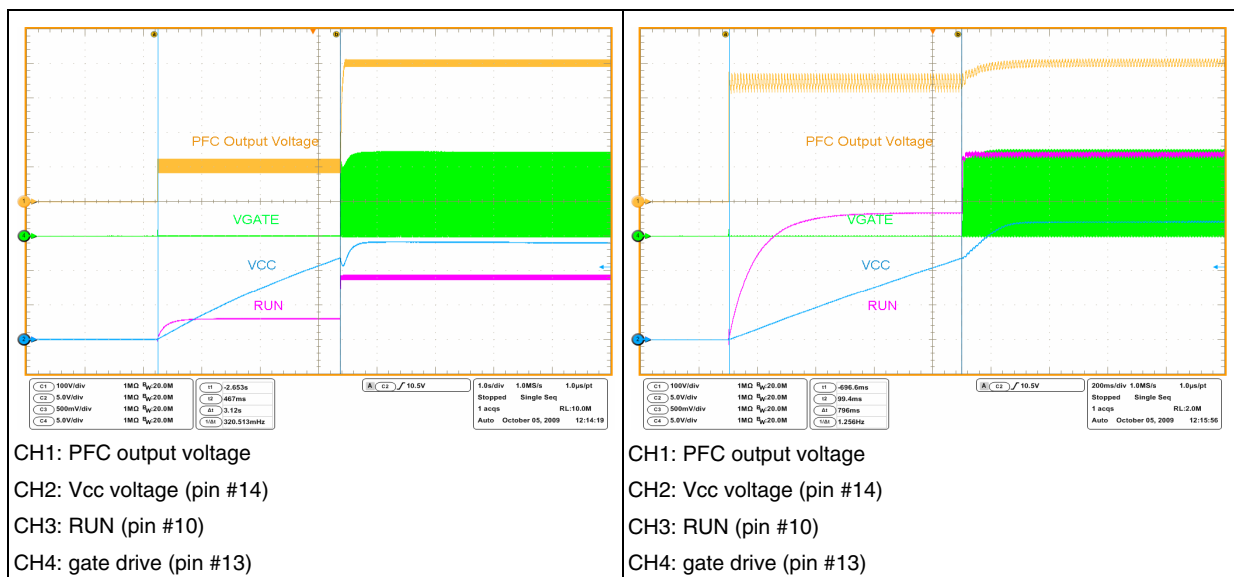 a
b
PFC Output Voltage
1
VGATE
4
VCC
RUN
2
C1 100V/div 1MΩ BW:20.0M
C2 5.0V/div 1MΩ BW:20.0M
C3 500mV/div 1MΩ BW:20.0M
C4 5.0V/div 1MΩ BW:20.0M
t1 -2.653s
t2 467ms
Δt 3.12s
1/Δt 320.513mHz
A C2 10.5V
1.0s/div 1.0MS/s 1.0µs/pt
Stopped Single Seq
1 acqs RL:10.0M
Auto October 05, 2009 12:14:19
CH1: PFC output voltage
CH2: Vcc voltage (pin #14)
CH3: RUN (pin #10)
CH4: gate drive (pin #13)
a
b
PFC Output Voltage
1
VGATE
4
VCC
RUN
2
C1 100V/div 1MΩ BW:20.0M
C2 5.0V/div 1MΩ BW:20.0M
C3 500mV/div 1MΩ BW:20.0M
C4 5.0V/div 1MΩ BW:20.0M
t1 -696.6ms
t2 99.4ms
Δt 796ms
1/Δt 1.256Hz
A C2 10.5V
200ms/div 1.0MS/s 1.0µs/pt
Stopped Single Seq
1 acqs RL:2.0M
Auto October 05, 2009 12:15:56
CH1: PFC output voltage
CH2: Vcc voltage (pin #14)
CH3: RUN (pin #10)
CH4: gate drive (pin #13)